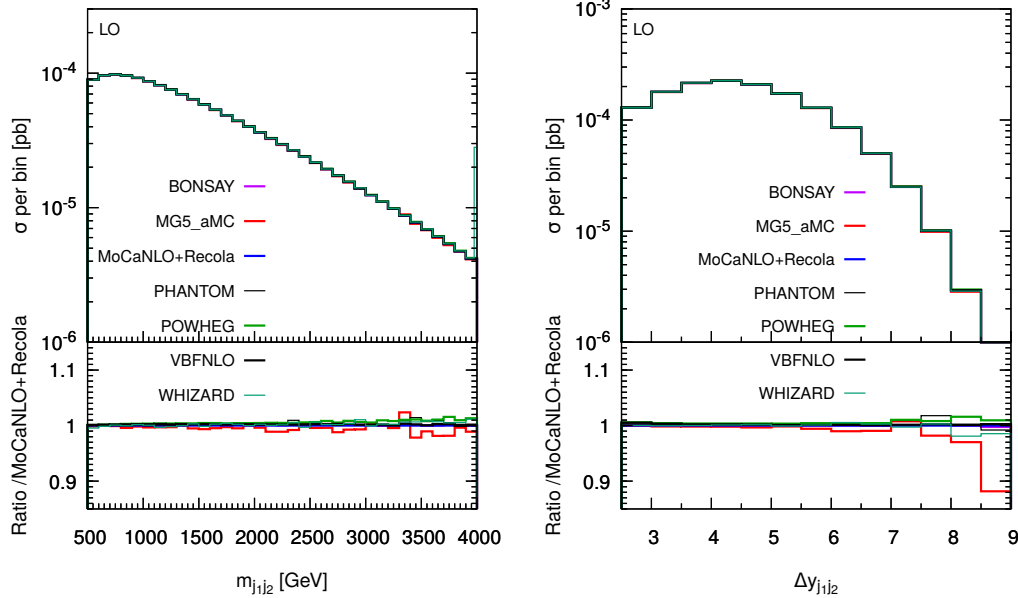 LO
σ per bin [pb]
10⁻⁴
10⁻⁵
10⁻⁶
BONSAY
MG5_aMC
MoCaNLO+Recola
PHANTOM
POWHEG
VBFNLO
WHIZARD
Ratio /MoCaNLO+Recola
1.1
1
0.9
500 1000 1500 2000 2500 3000 3500 4000
m_{j₁j₂} [GeV]
LO
σ per bin [pb]
10⁻³
10⁻⁴
10⁻⁵
10⁻⁶
BONSAY
MG5_aMC
MoCaNLO+Recola
PHANTOM
POWHEG
VBFNLO
WHIZARD
Ratio /MoCaNLO+Recola
1.1
1
0.9
3 4 5 6 7 8 9
Δy_{j₁j₂}